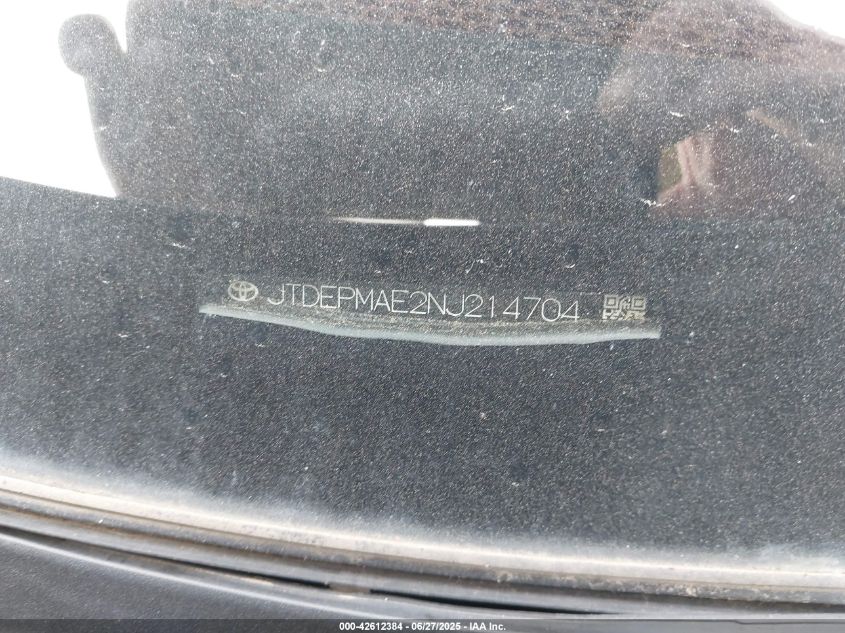 JTDEPMAE2NJ214704
000-42612384 | 06/27/2025 - IAA Inc.